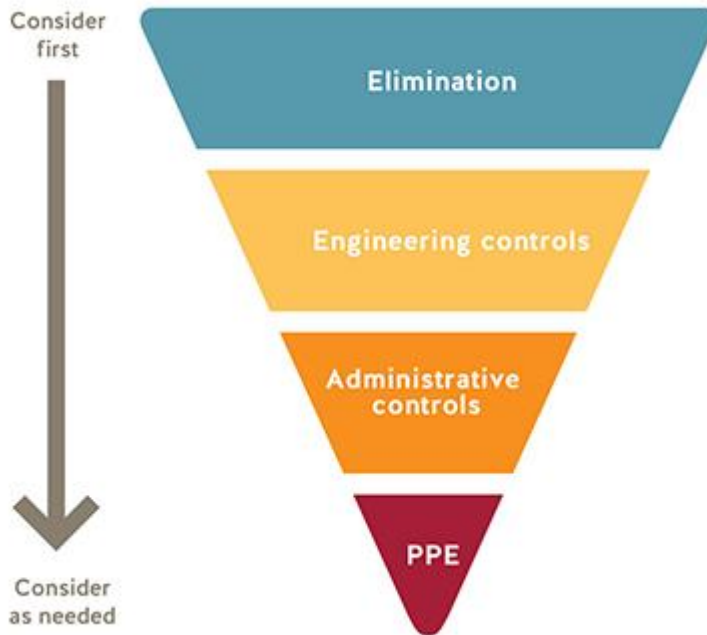 Consider
first
Elimination
Engineering controls
Administrative
controls
PPE
Consider
as needed